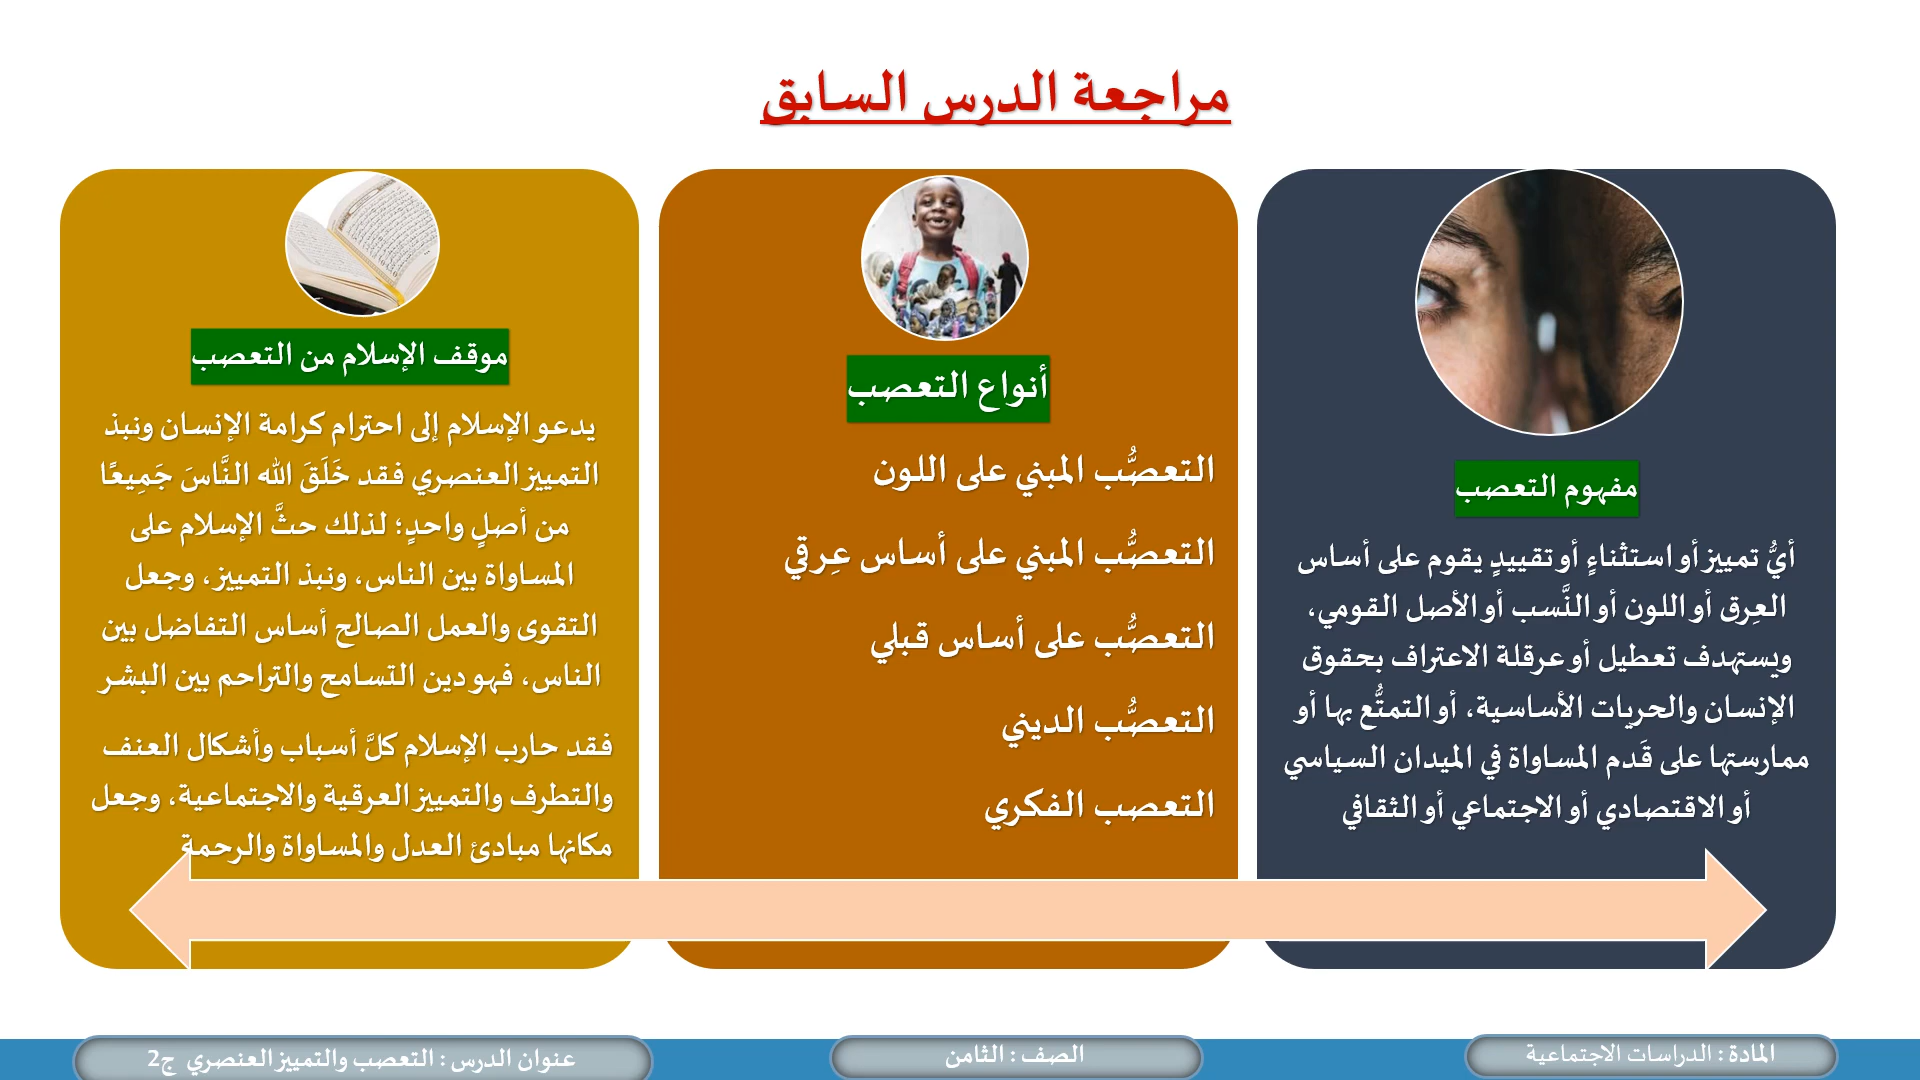 مراجعة الدرس السابق
مفهوم التعصب
أيُّ تمييز أو استثناءٍ أو تقييدٍ يقوم على أساس
العِرق أو اللون أو النَّسب أو الأصل القومي،
ويستهدف تعطيل أو عرقلة الاعتراف بحقوق
الإنسان والحريات الأساسية، أو التمتُّع بها أو
ممارستها على قَدم المساواة في الميدان السياسي
أو الاقتصادي أو الاجتماعي أو الثقافي
أنواع التعصب
التعصُّب المبني على اللون
التعصُّب المبني على أساس عِرقي
التعصُّب على أساس قبلي
التعصُّب الديني
التعصب الفكري
موقف الإسلام من التعصب
يدعو الإسلام إلى احترام كرامة الإنسان ونبذ
التمييز العنصري فقد خَلَقَ الله النَّاسَ جَمِيعًا
من أصلٍ واحدٍ؛ لذلك حثَّ الإسلام على
المساواة بين الناس، ونبذ التمييز، وجعل
التقوى والعمل الصالح أساس التفاضل بين
الناس، فهو دين التسامح والتراحم بين البشر
فقد حارب الإسلام كلَّ أسباب وأشكال العنف
والتطرف والتمييز العرقية والاجتماعية، وجعل
مكانها مبادئ العدل والمساواة والرحمة
المادة : الدراسات الاجتماعية
الصف : الثامن
عنوان الدرس : التعصب والتمييز العنصري ج2